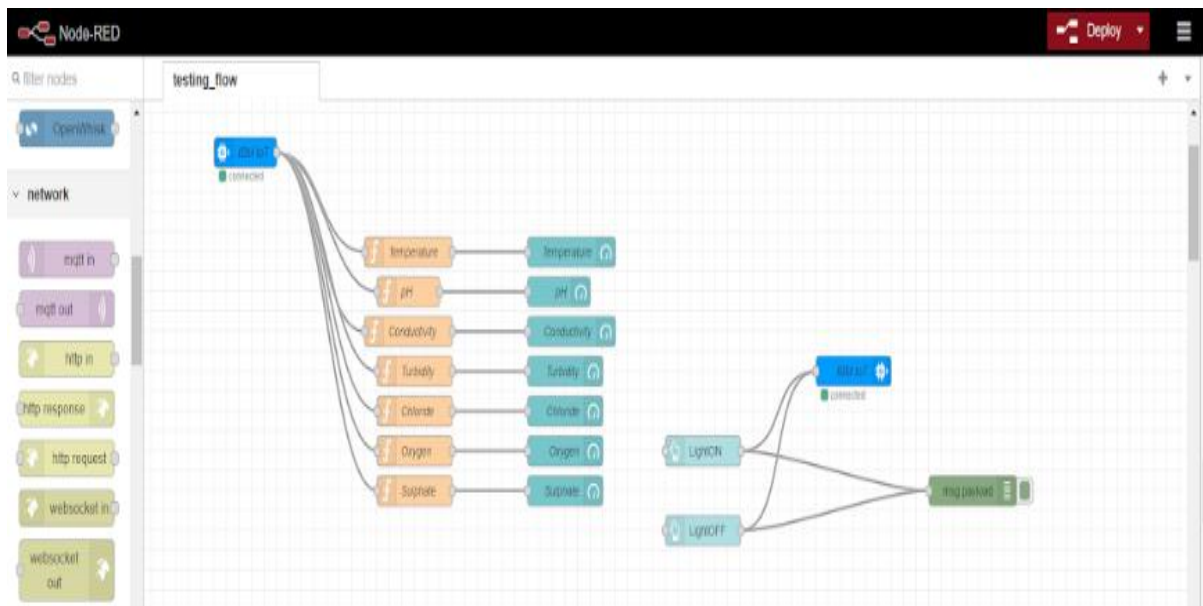 Node-RED
Deploy
filter nodes
testing_flow
OpenWhisk
IBM IoT
connected
network
mqtt in
Temperature
Temperature
mqtt out
pH
pH
Conductivity
Conductivity
http in
Turbidity
Turbidity
IBM IoT
connected
http response
Chloride
Chloride
http request
Oxygen
Oxygen
LightON
Sulphate
Sulphate
msg.payload
websocket in
LightOFF
websocket
out